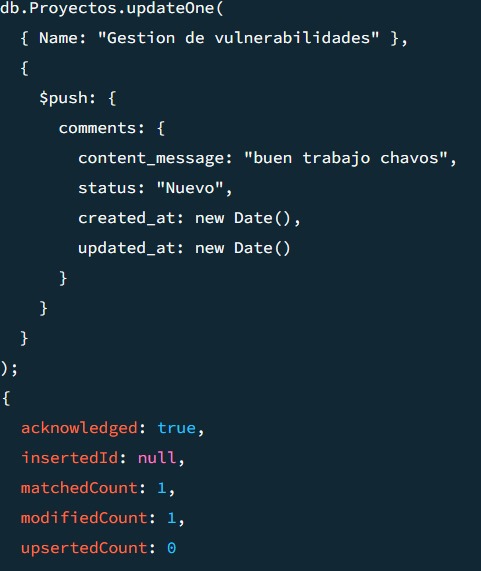 db.Proyectos.updateOne(
  { Name: "Gestion de vulnerabilidades" },
  {
    $push: {
      comments: {
        content_message: "buen trabajo chavos",
        status: "Nuevo",
        created_at: new Date(),
        updated_at: new Date()
      }
    }
  }
);
{
  acknowledged: true,
  insertedId: null,
  matchedCount: 1,
  modifiedCount: 1,
  upsertedCount: 0